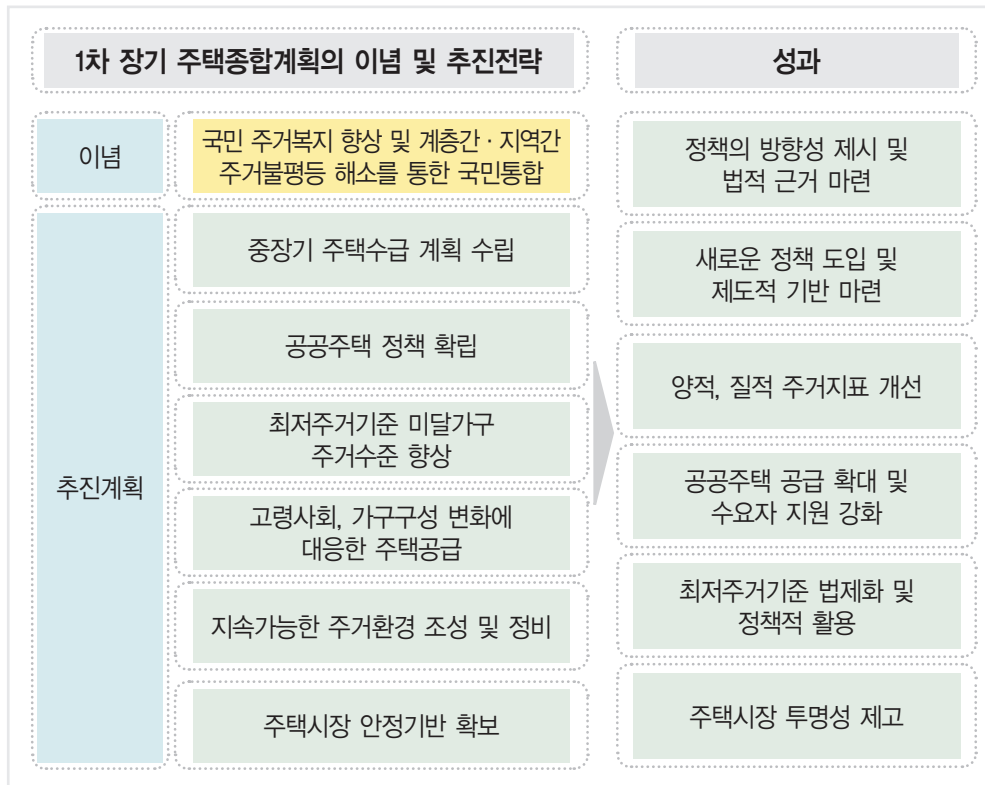 1차 장기 주택종합계획의 이념 및 추진전략
성과
이념
국민 주거복지 향상 및 계층간 · 지역간
주거불평등 해소를 통한 국민통합
추진계획
중장기 주택수급 계획 수립
공공주택 정책 확립
최저주거기준 미달가구
주거수준 향상
고령사회, 가구구성 변화에
대응한 주택공급
지속가능한 주거환경 조성 및 정비
주택시장 안정기반 확보
정책의 방향성 제시 및
법적 근거 마련
새로운 정책 도입 및
제도적 기반 마련
양적, 질적 주거지표 개선
공공주택 공급 확대 및
수요자 지원 강화
최저주거기준 법제화 및
정책적 활용
주택시장 투명성 제고